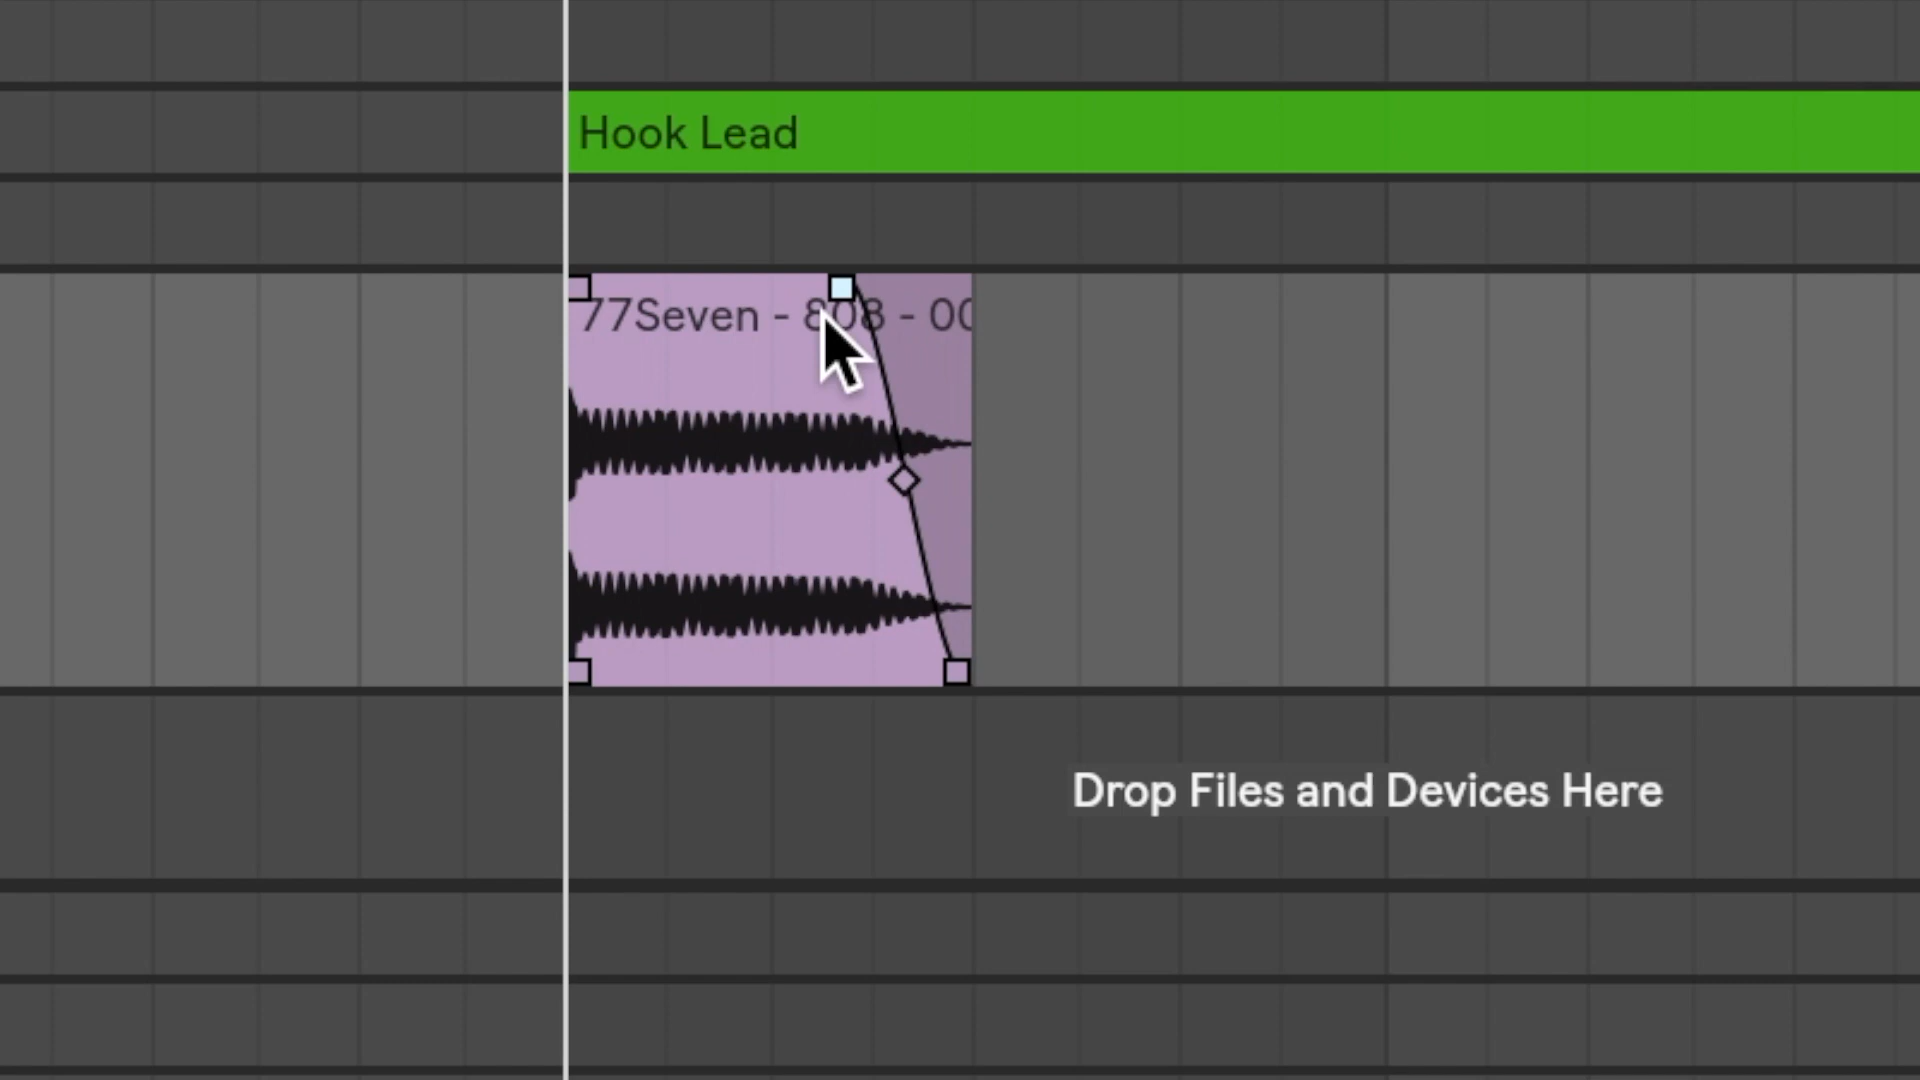 Hook Lead
77Seven - 808 - 00
Drop Files and Devices Here